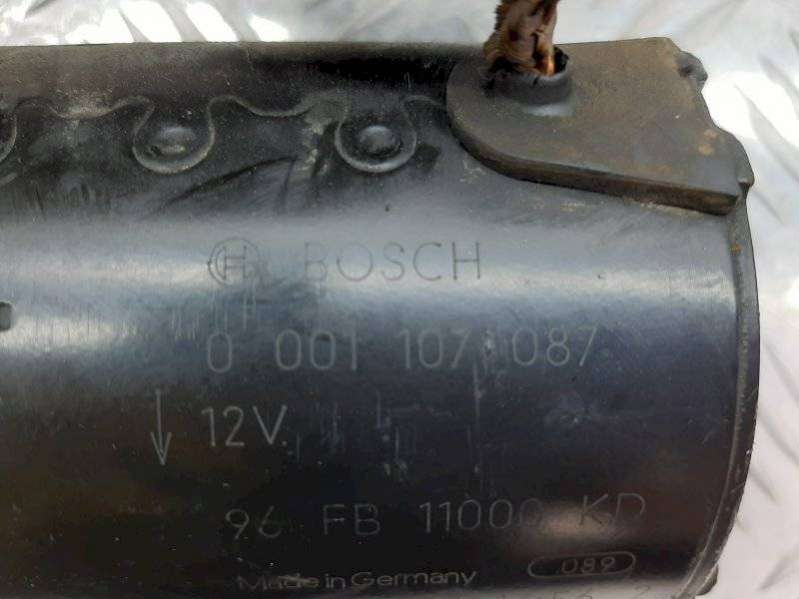 BOSCH
0 001 107 087
12V.
96 FB 11000 KD
Made in Germany 089